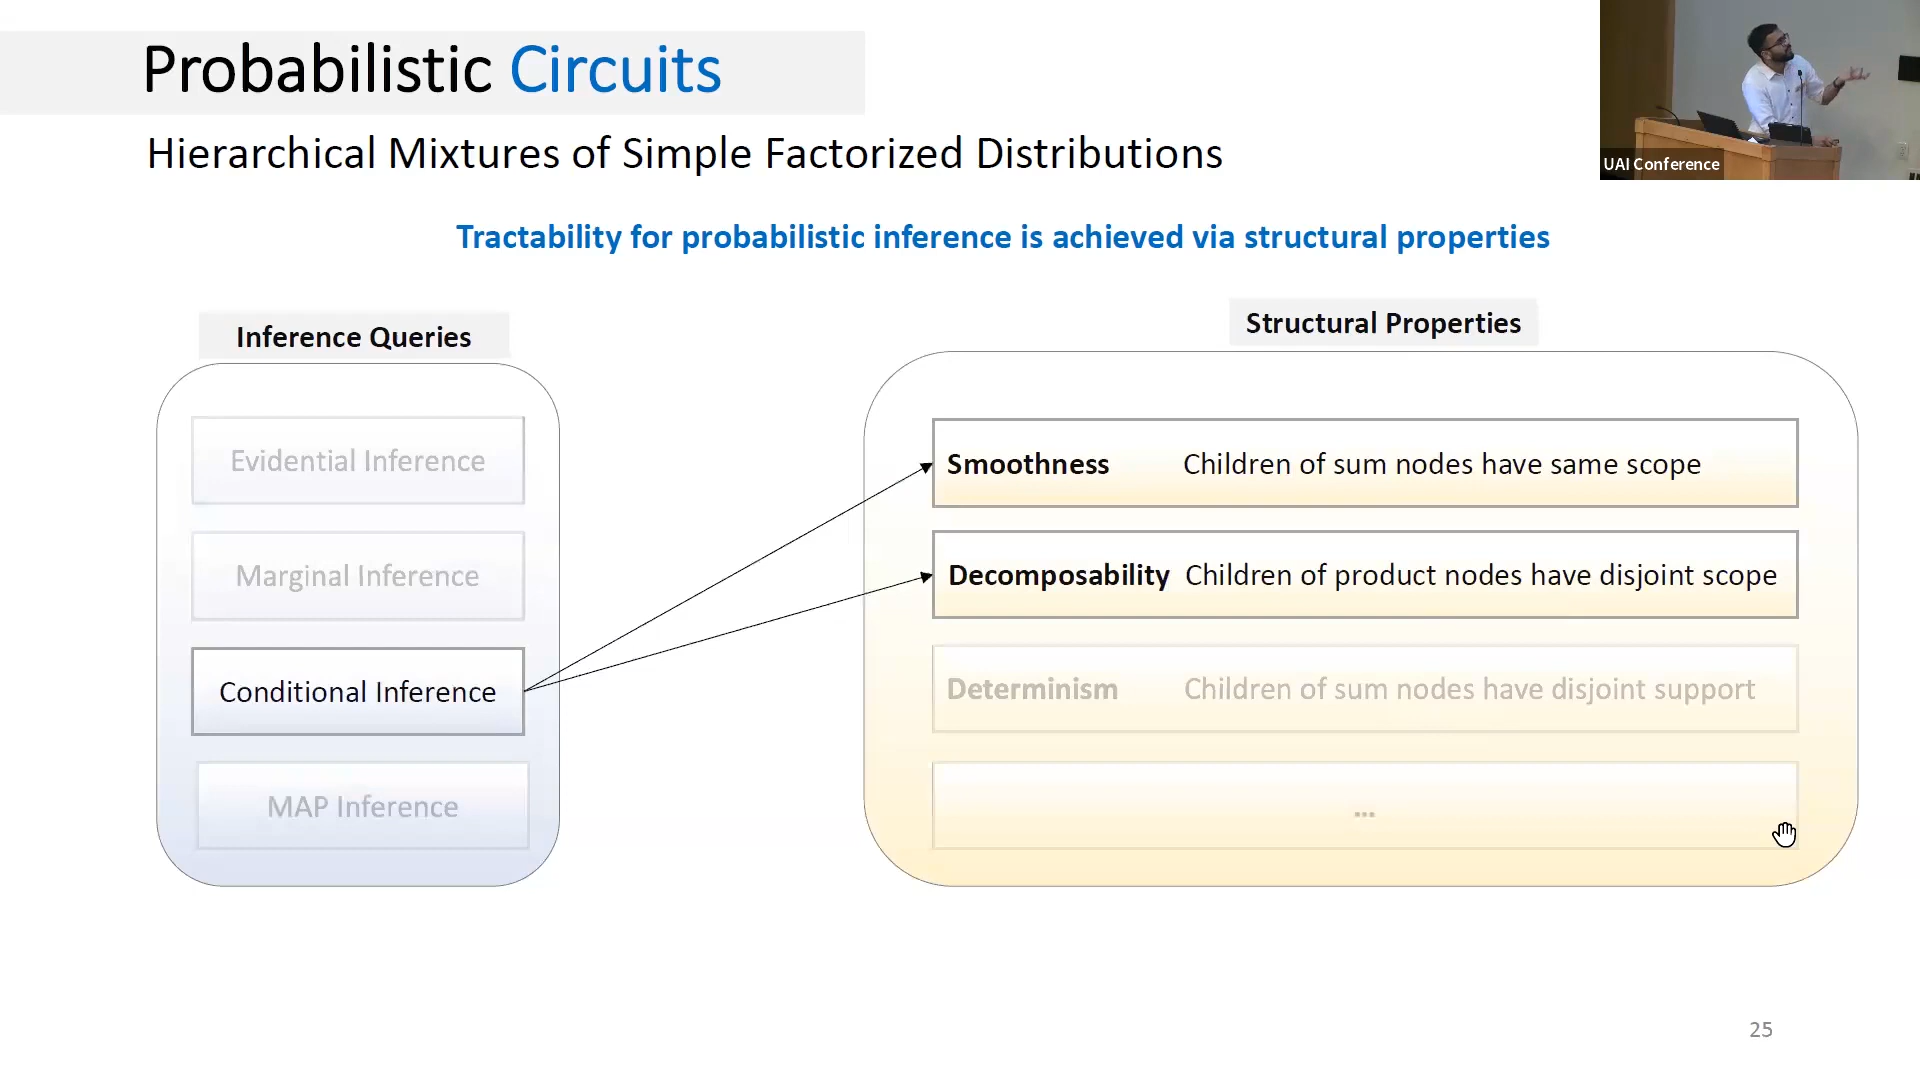 Probabilistic Circuits
Hierarchical Mixtures of Simple Factorized Distributions
UAI Conference
Tractability for probabilistic inference is achieved via structural properties
Inference Queries
Evidential Inference
Marginal Inference
Conditional Inference
MAP Inference
Structural Properties
Smoothness Children of sum nodes have same scope
Decomposability Children of product nodes have disjoint scope
Determinism Children of sum nodes have disjoint support
...
25